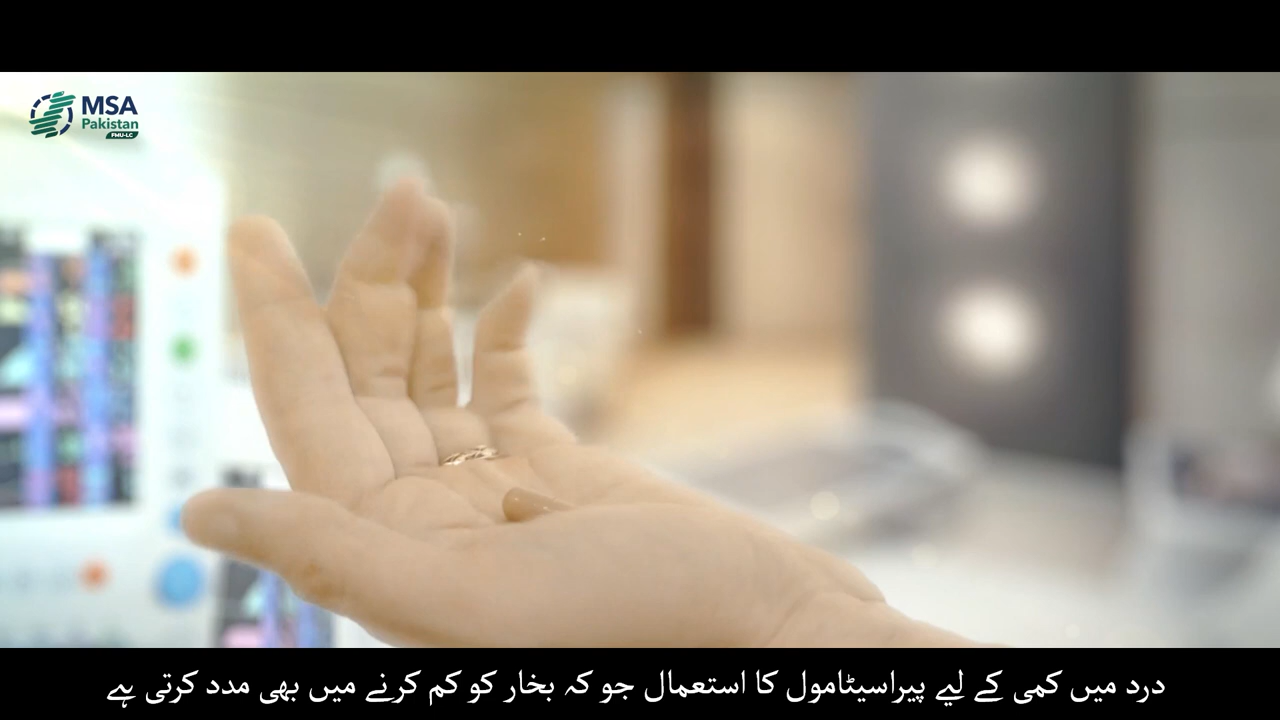 MSA
Pakistan
FMU-LC
درد میں کمی کے لیے پیراسیٹامول کا استعمال جو کہ بخار کو کم کرنے میں بھی مدد کرتی ہے